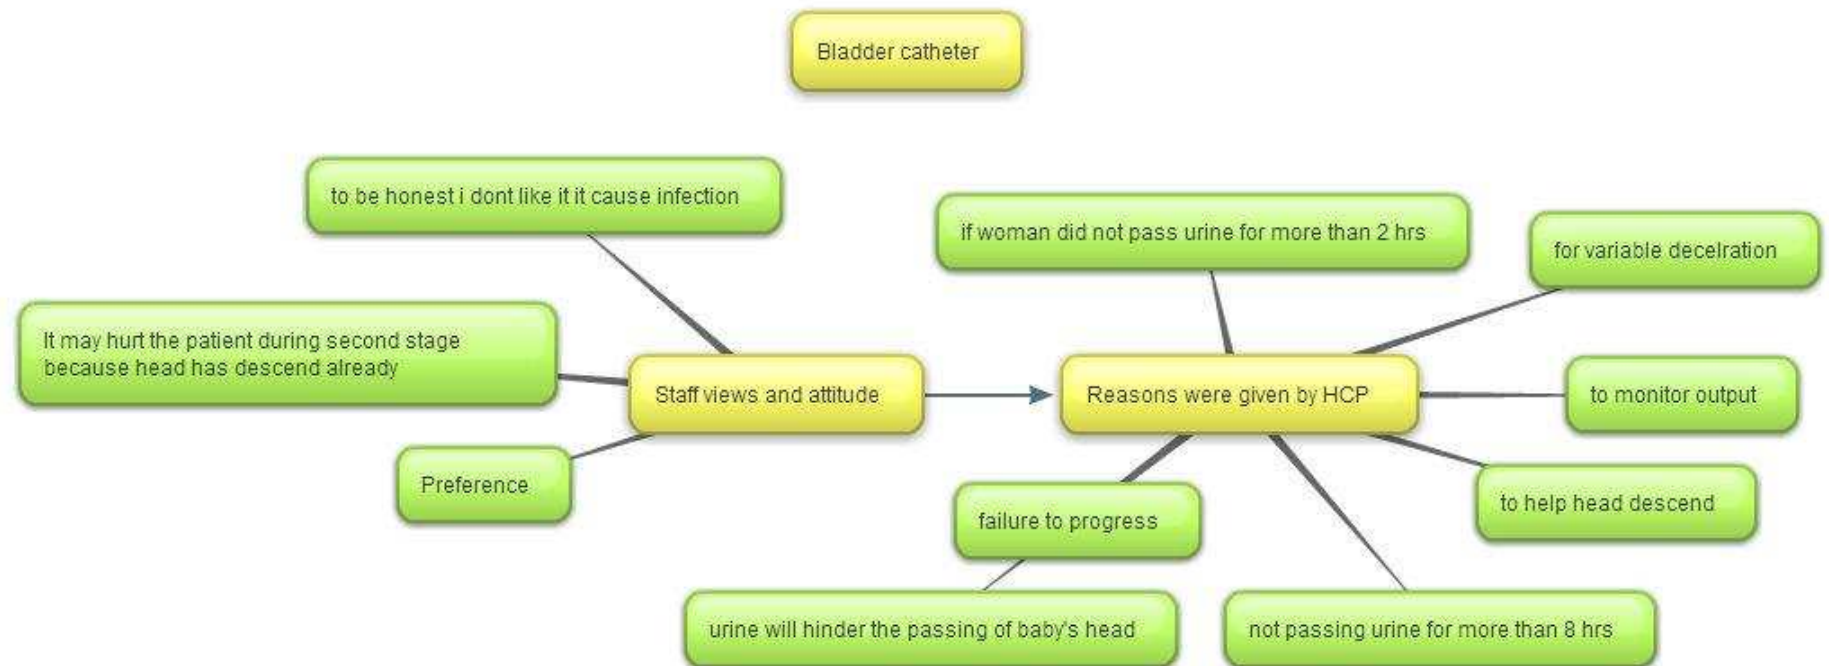 Bladder catheter
to be honest i dont like it it cause infection
if woman did not pass urine for more than 2 hrs
for variable decelration
It may hurt the patient during second stage
because head has descend already
Staff views and attitude
Reasons were given by HCP
to monitor output
Preference
to help head descend
failure to progress
urine will hinder the passing of baby's head
not passing urine for more than 8 hrs